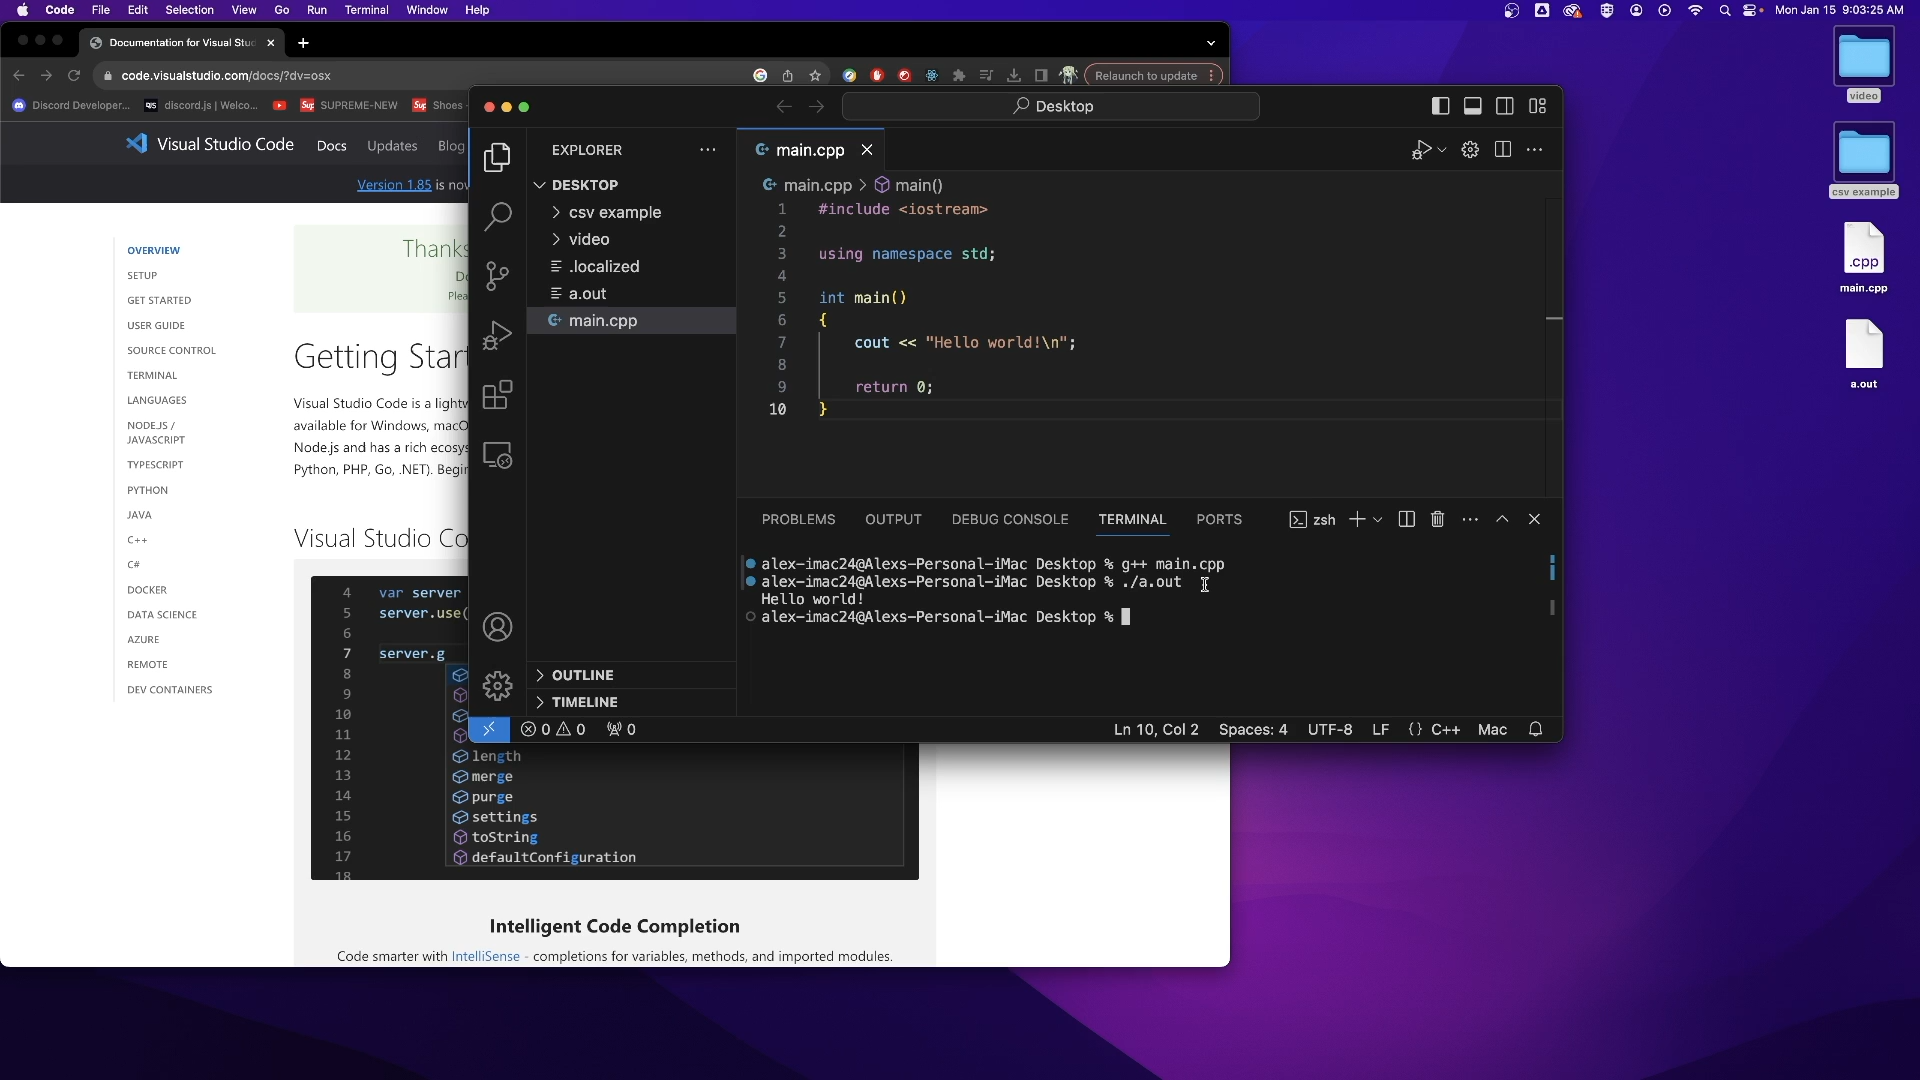 Code File Edit Selection View Go Run Terminal Window Help
Mon Jan 15 9:03:25 AM
Documentation for Visual Stu
code.visualstudio.com/docs/?dv=osx
Relaunch to update
Discord Developer...
discord.js | Welco...
SUPREME-NEW
Shoes
Visual Studio Code
Docs
Updates
Blog
Version 1.85 is nov
OVERVIEW
SETUP
GET STARTED
USER GUIDE
SOURCE CONTROL
TERMINAL
LANGUAGES
NODE.JS /
JAVASCRIPT
TYPESCRIPT
PYTHON
JAVA
C++
C#
DOCKER
DATA SCIENCE
AZURE
REMOTE
DEV CONTAINERS
Thanks
Getting Star
Visual Studio Code is a lightw
available for Windows, macO
Node.js and has a rich ecosys
Python, PHP, Go, .NET). Begir
Visual Studio Co
4 var server
5 server.use(
6
7 server.g
8
9
10
11
12 length
13 merge
14 purge
15 settings
16 toString
17 defaultConfiguration
18
Intelligent Code Completion
Code smarter with IntelliSense - completions for variables, methods, and imported modules.
Desktop
EXPLORER
DESKTOP
csv example
video
.localized
a.out
main.cpp
OUTLINE
TIMELINE
main.cpp
main.cpp > main()
1 #include <iostream>
2
3 using namespace std;
4
5 int main()
6 {
7 cout << "Hello world!\n";
8
9 return 0;
10 }
PROBLEMS OUTPUT DEBUG CONSOLE TERMINAL PORTS
zsh
alex-imac24@Alexs-Personal-iMac Desktop % g++ main.cpp
alex-imac24@Alexs-Personal-iMac Desktop % ./a.out
Hello world!
alex-imac24@Alexs-Personal-iMac Desktop %
0 0 0
Ln 10, Col 2 Spaces: 4 UTF-8 LF {} C++ Mac
video
csv example
.cpp
main.cpp
a.out